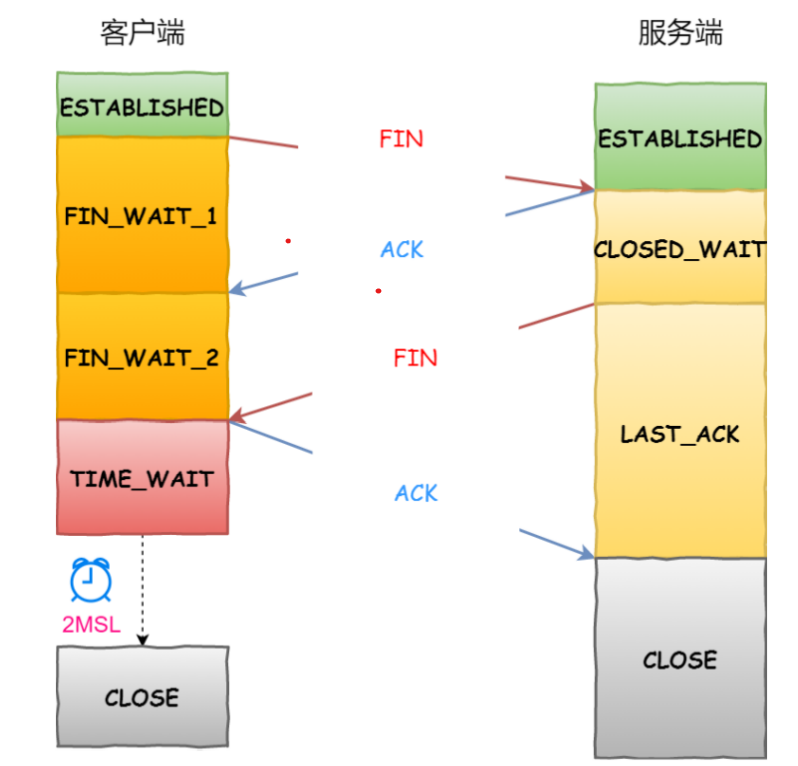 客户端
服务端
ESTABLISHED
FIN
ESTABLISHED
FIN_WAIT_1
ACK
CLOSED_WAIT
FIN_WAIT_2
FIN
LAST_ACK
TIME_WAIT
ACK
2MSL
CLOSE
CLOSE